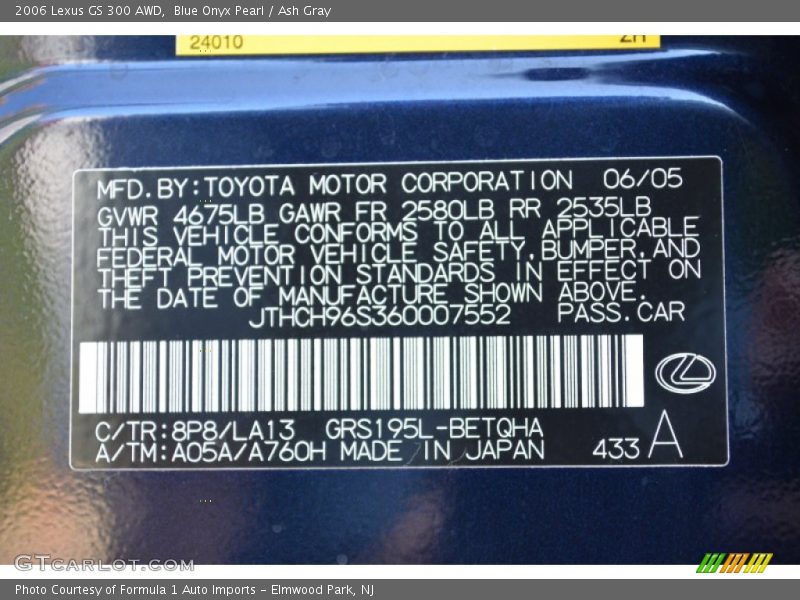 2006 Lexus GS 300 AWD, Blue Onyx Pearl / Ash Gray
24010 ZH
MFD.BY:TOYOTA MOTOR CORPORATION 06/05
GVWR 4675LB GAWR FR 2580LB RR 2535LB
THIS VEHICLE CONFORMS TO ALL APPLICABLE
FEDERAL MOTOR VEHICLE SAFETY,BUMPER,AND
THEFT PREVENTION STANDARDS IN EFFECT ON
THE DATE OF MANUFACTURE SHOWN ABOVE.
JTHCH96S360007552 PASS.CAR
C/TR:8P8/LA13 GRS195L-BETQHA
A/TM:A05A/A760H MADE IN JAPAN 433 A
GTcarlot.com
Photo Courtesy of Formula 1 Auto Imports - Elmwood Park, NJ